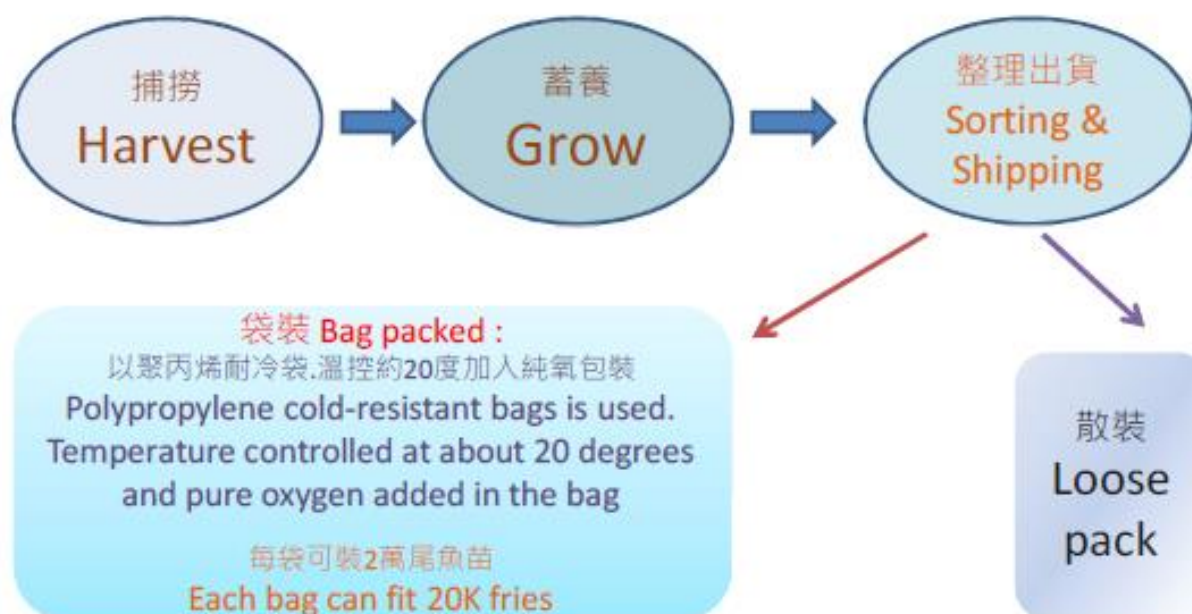 捕撈
Harvest
蓄養
Grow
整理出貨
Sorting &
Shipping
袋裝 Bag packed :
以聚丙烯耐冷袋.溫控約20度加入純氧包裝
Polypropylene cold-resistant bags is used.
Temperature controlled at about 20 degrees
and pure oxygen added in the bag
每袋可裝2萬尾魚苗
Each bag can fit 20K fries
散裝
Loose
pack